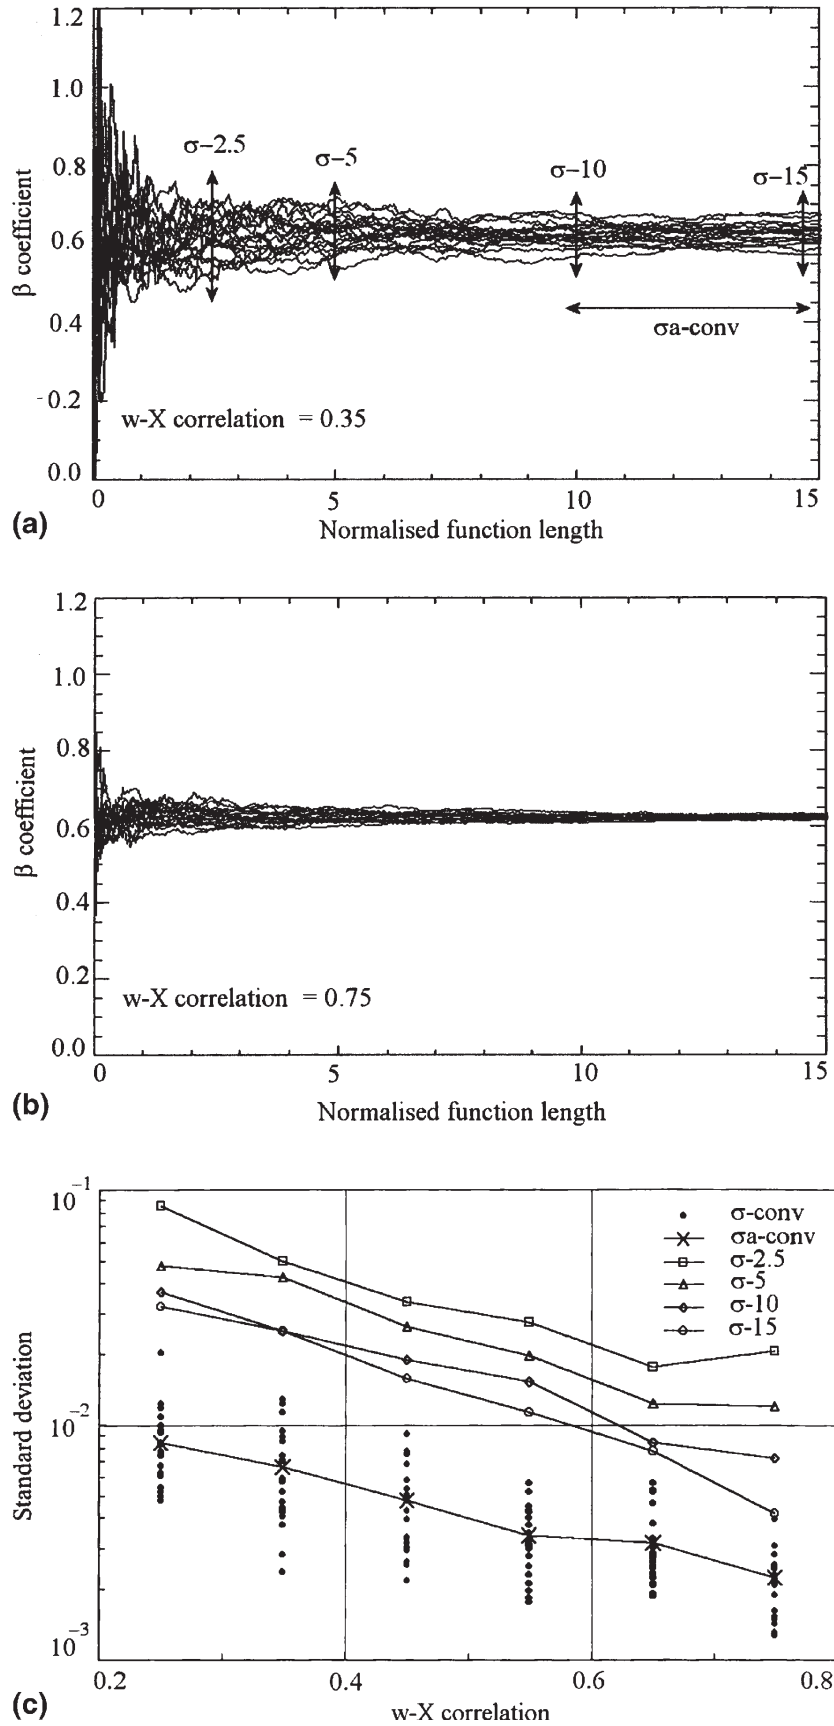 1.2
1.0
0.8
0.6
0.4
0.2
0.0
β coefficient
σ−2.5
σ−5
σ−10
σ−15
σa-conv
w-X correlation = 0.35
0 5 10 15
Normalised function length
(a)
1.2
1.0
0.8
0.6
0.4
0.2
0.0
β coefficient
w-X correlation = 0.75
0 5 10 15
Normalised function length
(b)
10⁻¹
10⁻²
10⁻³
Standard deviation
σ-conv
σa-conv
σ-2.5
σ-5
σ-10
σ-15
0.2 0.4 0.6 0.8
w-X correlation
(c)